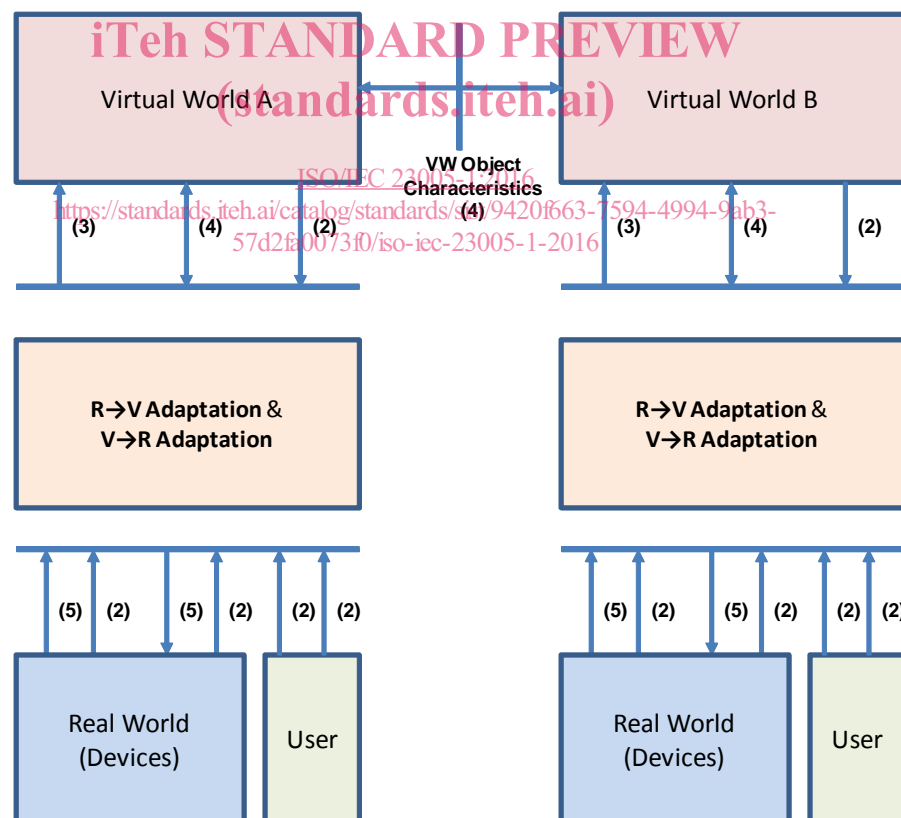 iTeh STANDARD PREVIEW
(standards.iteh.ai)
Virtual World A
Virtual World B
VW Object
Characteristics
(4)
ISO/IEC 23005-1:2016
https://standards.iteh.ai/catalog/standards/sist/9420f663-7594-4994-9ab3-
57d2fa0073f0/iso-iec-23005-1-2016
(3) (4) (2)
(3) (4) (2)
R→V Adaptation &
V→R Adaptation
R→V Adaptation &
V→R Adaptation
(5) (2) (5) (2) (2) (2)
(5) (2) (5) (2) (2) (2)
Real World
(Devices)
User
Real World
(Devices)
User